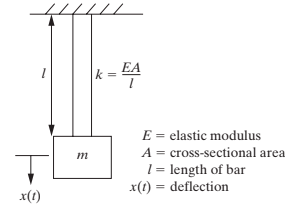 l
k = EA/l
m
E = elastic modulus
A = cross-sectional area
l = length of bar
x(t) = deflection
x(t)